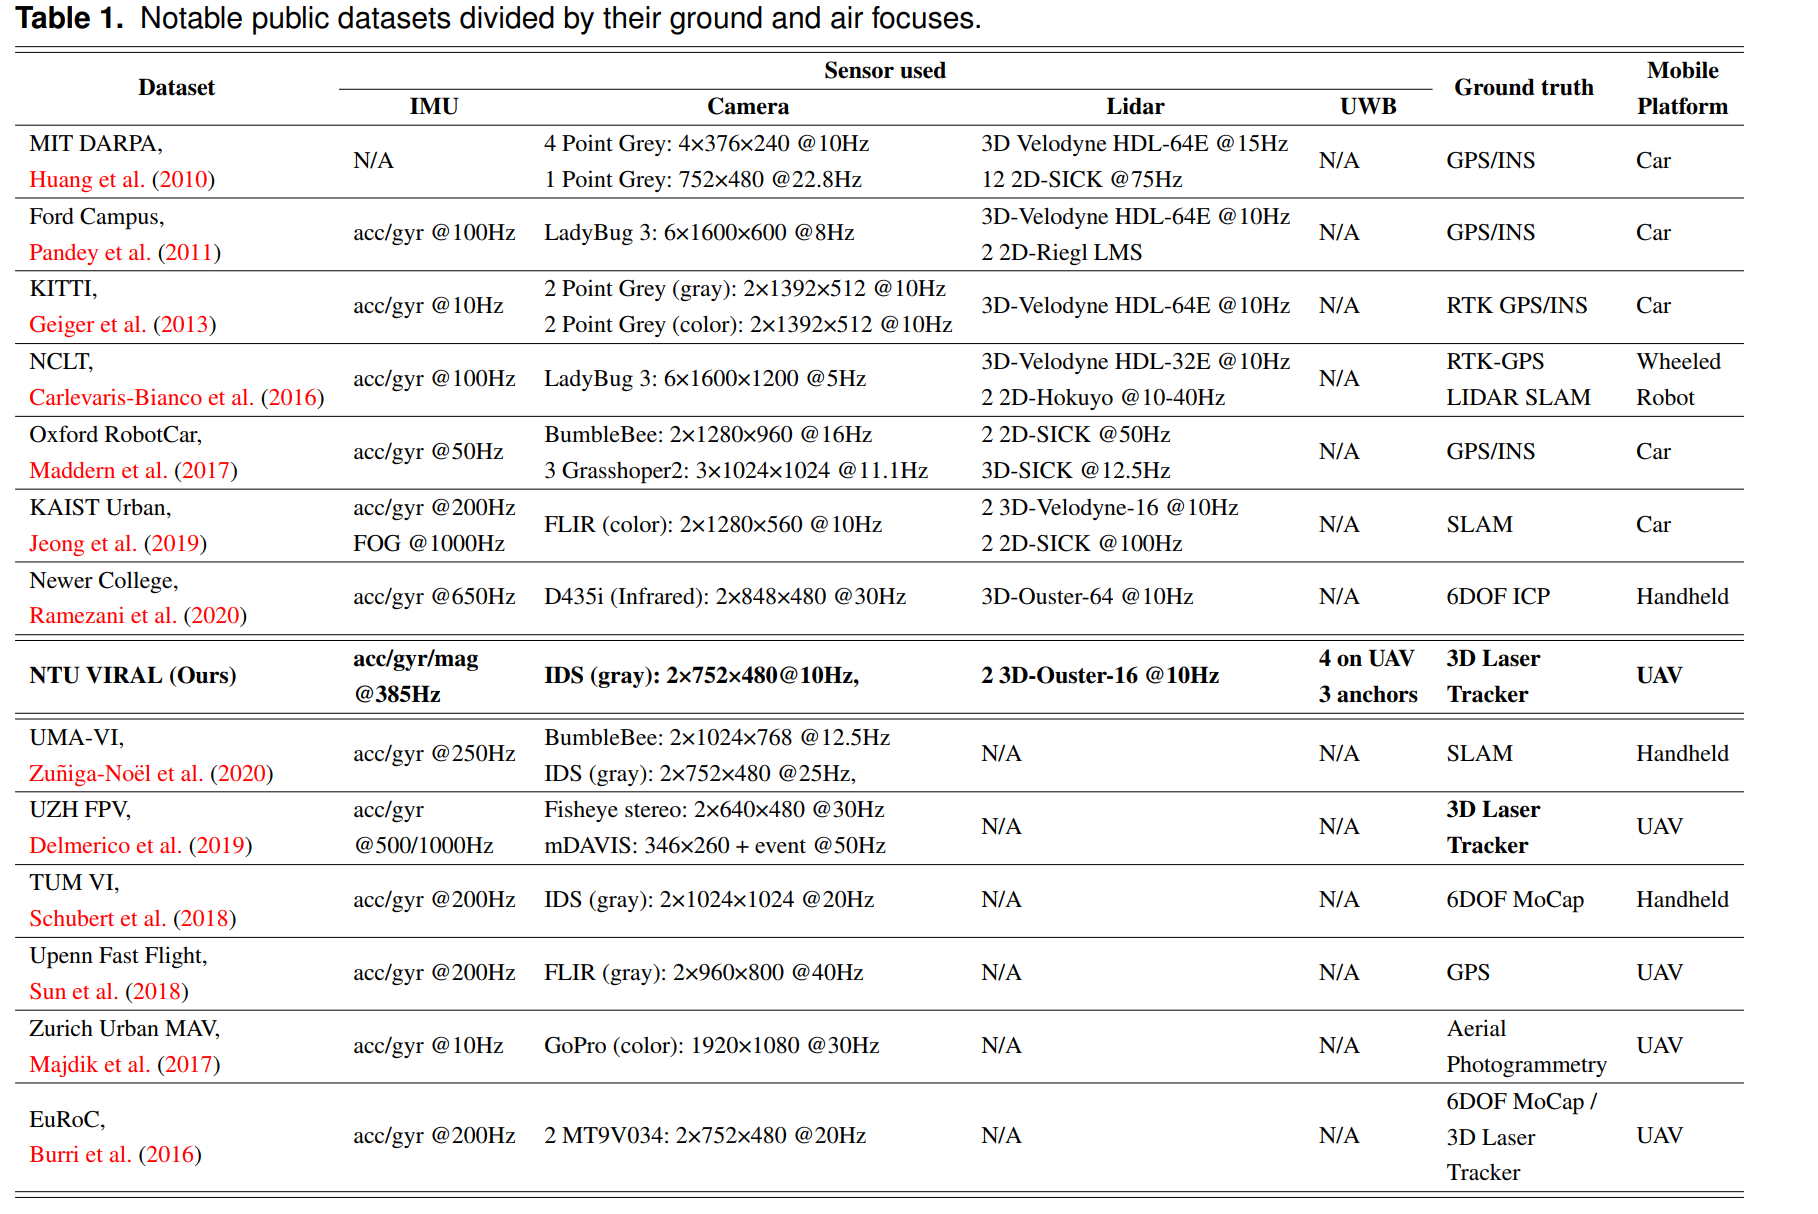 Table 1. Notable public datasets divided by their ground and air focuses.
Dataset Sensor used Ground truth Mobile Platform
IMU Camera Lidar UWB
MIT DARPA,
Huang et al. (2010)
N/A
4 Point Grey: 4×376×240 @10Hz
1 Point Grey: 752×480 @22.8Hz
3D Velodyne HDL-64E @15Hz
12 2D-SICK @75Hz
N/A
GPS/INS
Car
Ford Campus,
Pandey et al. (2011)
acc/gyr @100Hz
LadyBug 3: 6×1600×600 @8Hz
3D-Velodyne HDL-64E @10Hz
2 2D-Riegl LMS
N/A
GPS/INS
Car
KITTI,
Geiger et al. (2013)
acc/gyr @10Hz
2 Point Grey (gray): 2×1392×512 @10Hz
2 Point Grey (color): 2×1392×512 @10Hz
3D-Velodyne HDL-64E @10Hz
N/A
RTK GPS/INS
Car
NCLT,
Carlevaris-Bianco et al. (2016)
acc/gyr @100Hz
LadyBug 3: 6×1600×1200 @5Hz
3D-Velodyne HDL-32E @10Hz
2 2D-Hokuyo @10-40Hz
N/A
RTK-GPS
LIDAR SLAM
Wheeled
Robot
Oxford RobotCar,
Maddern et al. (2017)
acc/gyr @50Hz
BumbleBee: 2×1280×960 @16Hz
3 Grasshoper2: 3×1024×1024 @11.1Hz
2 2D-SICK @50Hz
3D-SICK @12.5Hz
N/A
GPS/INS
Car
KAIST Urban,
Jeong et al. (2019)
acc/gyr @200Hz
FOG @1000Hz
FLIR (color): 2×1280×560 @10Hz
2 3D-Velodyne-16 @10Hz
2 2D-SICK @100Hz
N/A
SLAM
Car
Newer College,
Ramezani et al. (2020)
acc/gyr @650Hz
D435i (Infrared): 2×848×480 @30Hz
3D-Ouster-64 @10Hz
N/A
6DOF ICP
Handheld
NTU VIRAL (Ours)
acc/gyr/mag
@385Hz
IDS (gray): 2×752×480@10Hz,
2 3D-Ouster-16 @10Hz
4 on UAV
3 anchors
3D Laser
Tracker
UAV
UMA-VI,
Zuñiga-Noël et al. (2020)
acc/gyr @250Hz
BumbleBee: 2×1024×768 @12.5Hz
IDS (gray): 2×752×480 @25Hz,
N/A
N/A
SLAM
Handheld
UZH FPV,
Delmerico et al. (2019)
acc/gyr
@500/1000Hz
Fisheye stereo: 2×640×480 @30Hz
mDAVIS: 346×260 + event @50Hz
N/A
N/A
3D Laser
Tracker
UAV
TUM VI,
Schubert et al. (2018)
acc/gyr @200Hz
IDS (gray): 2×1024×1024 @20Hz
N/A
N/A
6DOF MoCap
Handheld
Upenn Fast Flight,
Sun et al. (2018)
acc/gyr @200Hz
FLIR (gray): 2×960×800 @40Hz
N/A
N/A
GPS
UAV
Zurich Urban MAV,
Majdik et al. (2017)
acc/gyr @10Hz
GoPro (color): 1920×1080 @30Hz
N/A
N/A
Aerial
Photogrammetry
UAV
EuRoC,
Burri et al. (2016)
acc/gyr @200Hz
2 MT9V034: 2×752×480 @20Hz
N/A
N/A
6DOF MoCap /
3D Laser
Tracker
UAV